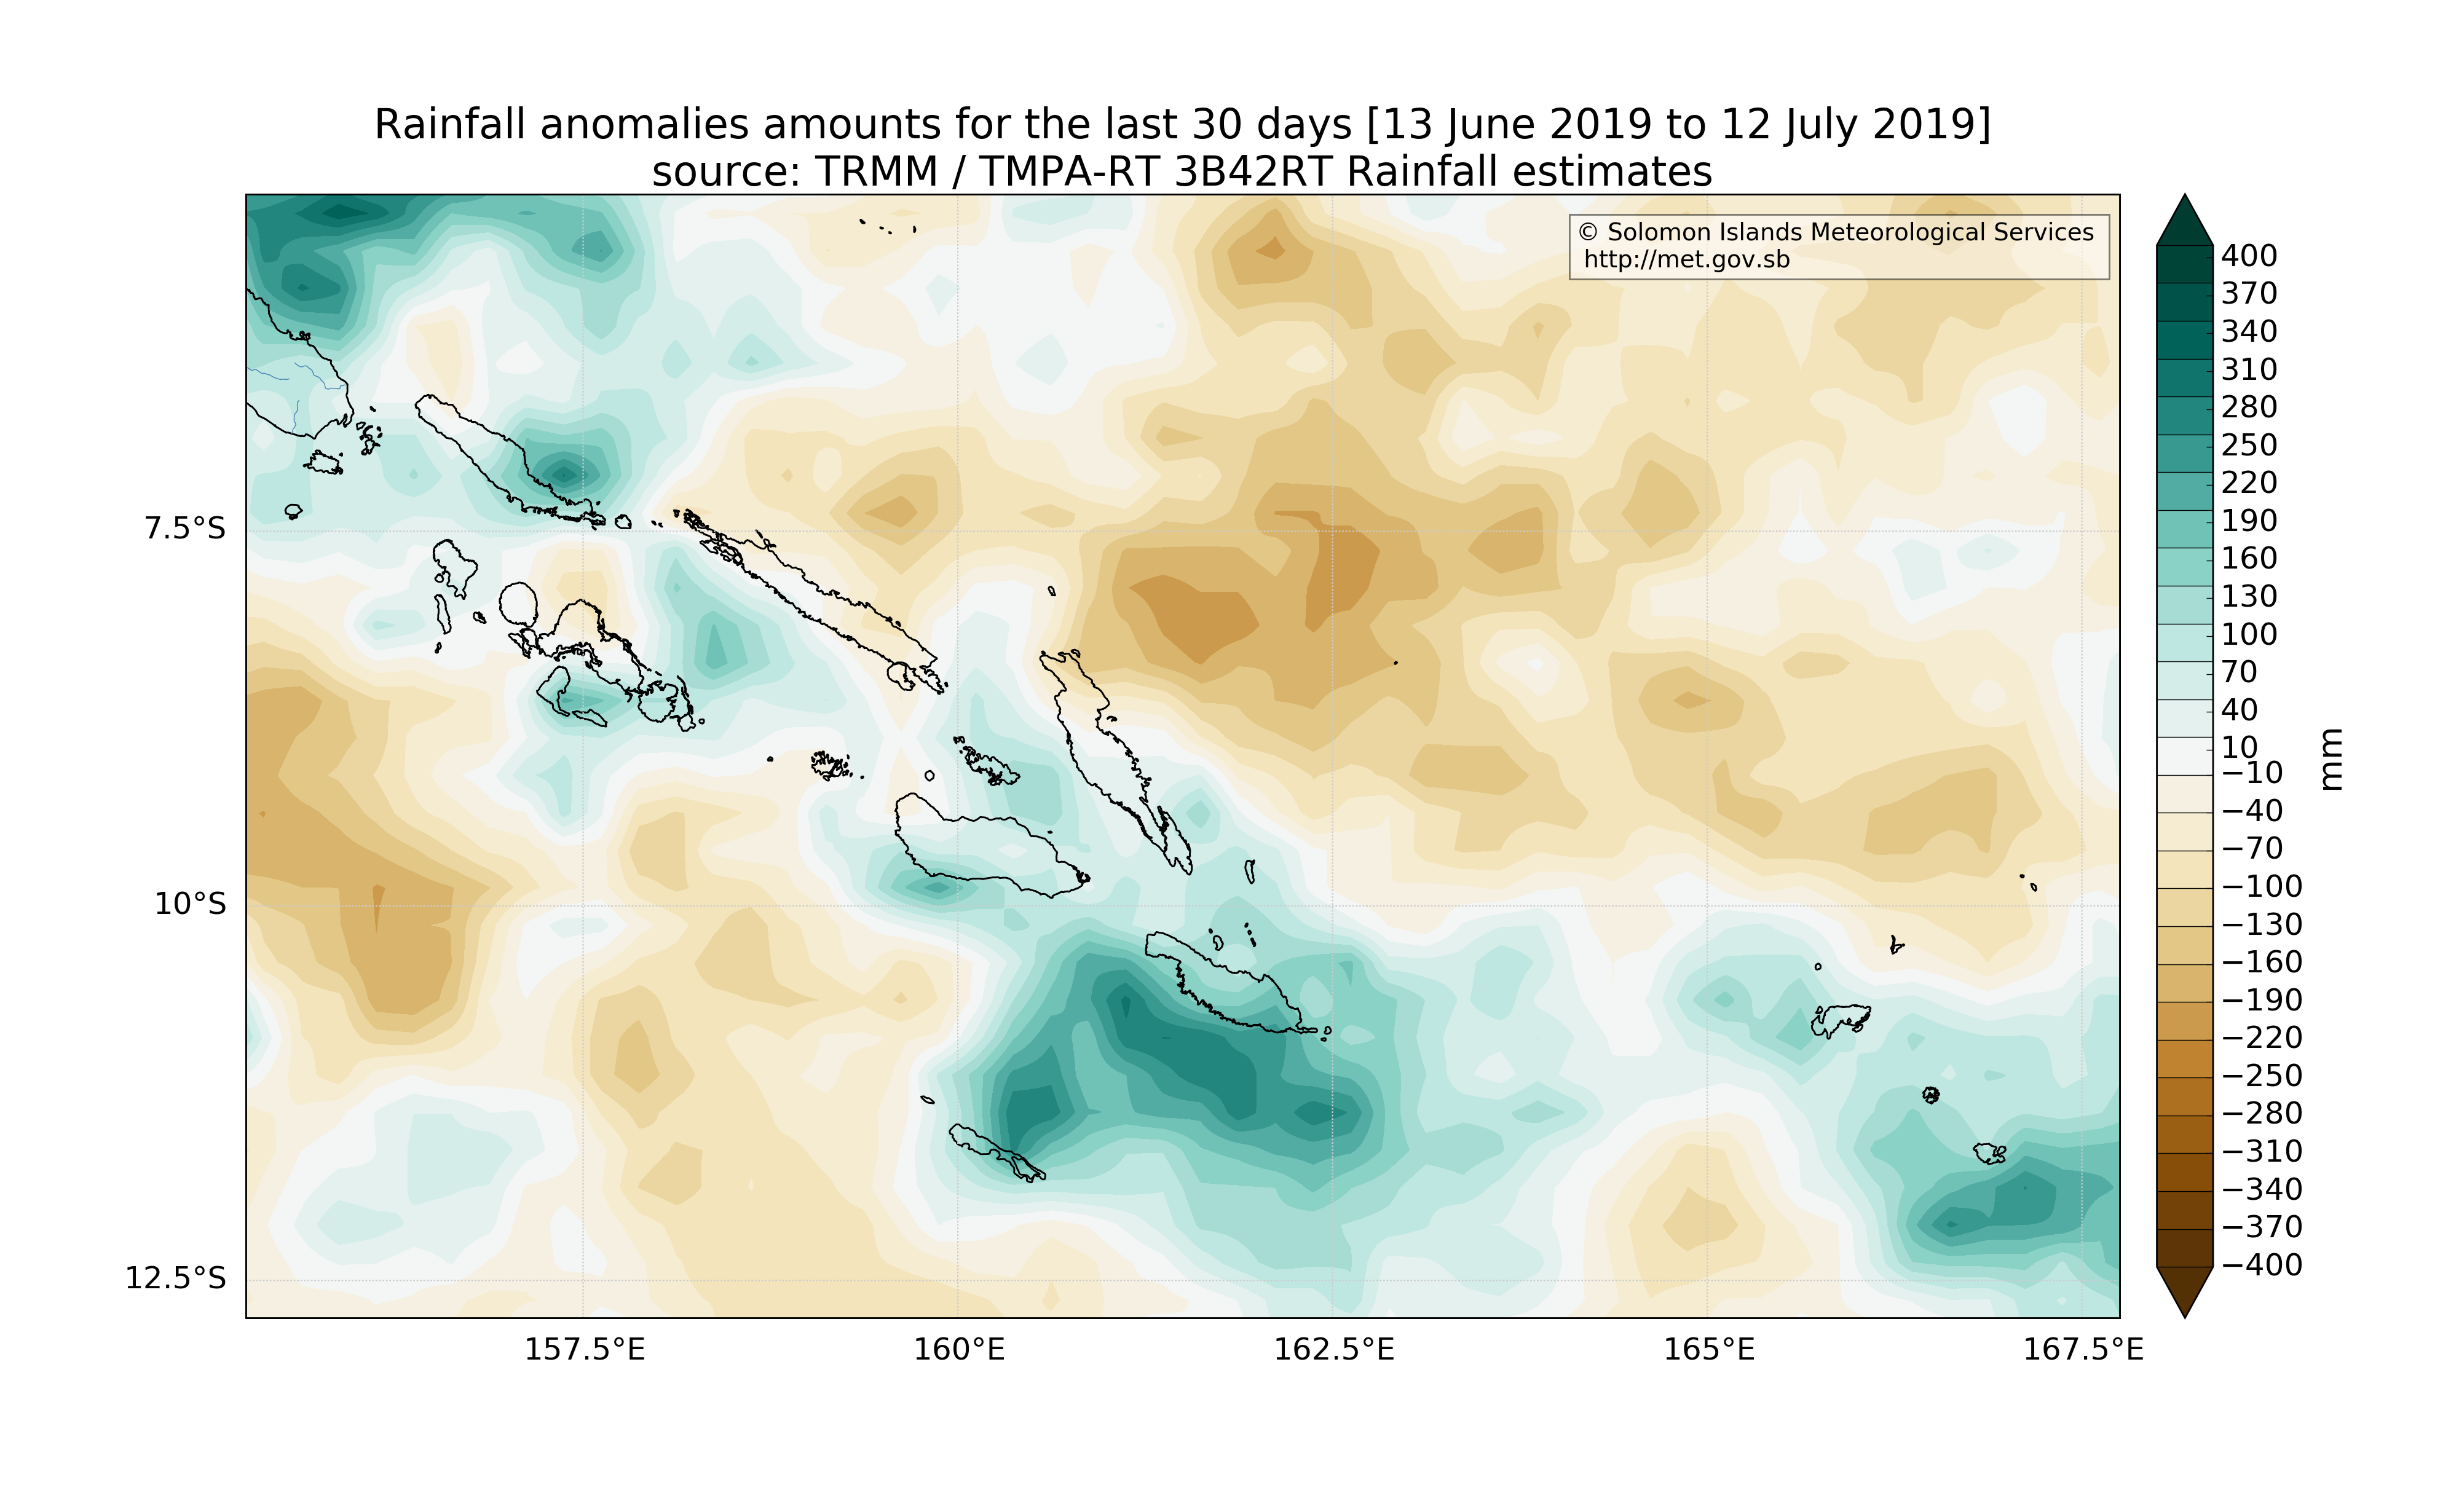 Rainfall anomalies amounts for the last 30 days [13 June 2019 to 12 July 2019]
source: TRMM / TMPA-RT 3B42RT Rainfall estimates
© Solomon Islands Meteorological Services
http://met.gov.sb
7.5°S
10°S
12.5°S
157.5°E
160°E
162.5°E
165°E
167.5°E
400
370
340
310
280
250
220
190
160
130
100
70
40
10
−10
−40
−70
−100
−130
−160
−190
−220
−250
−280
−310
−340
−370
−400
mm